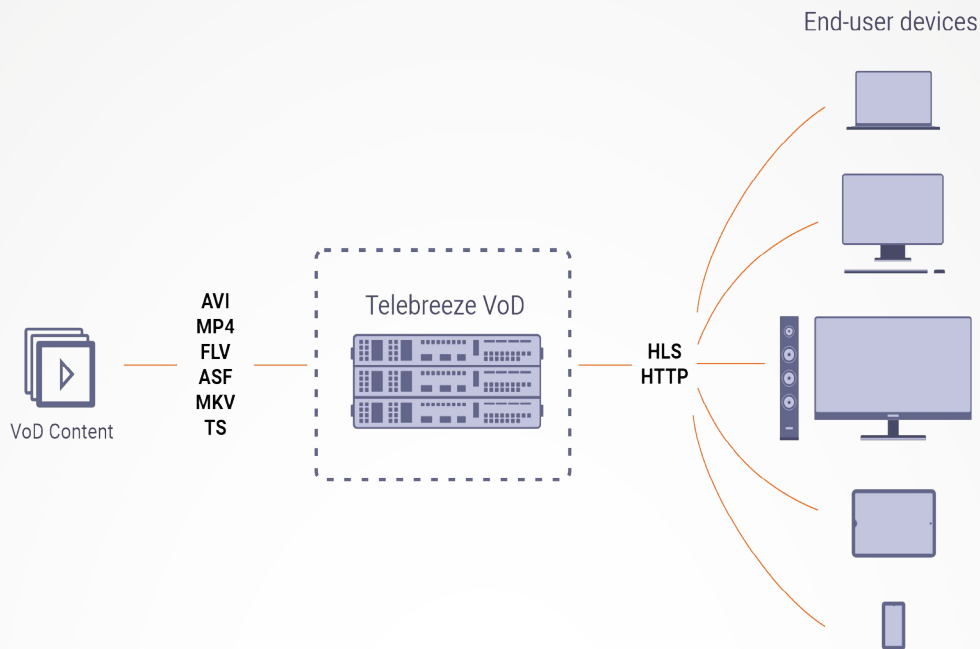 End-user devices
Telebreeze VoD
VoD Content
AVI
MP4
FLV
ASF
MKV
TS
HLS
HTTP